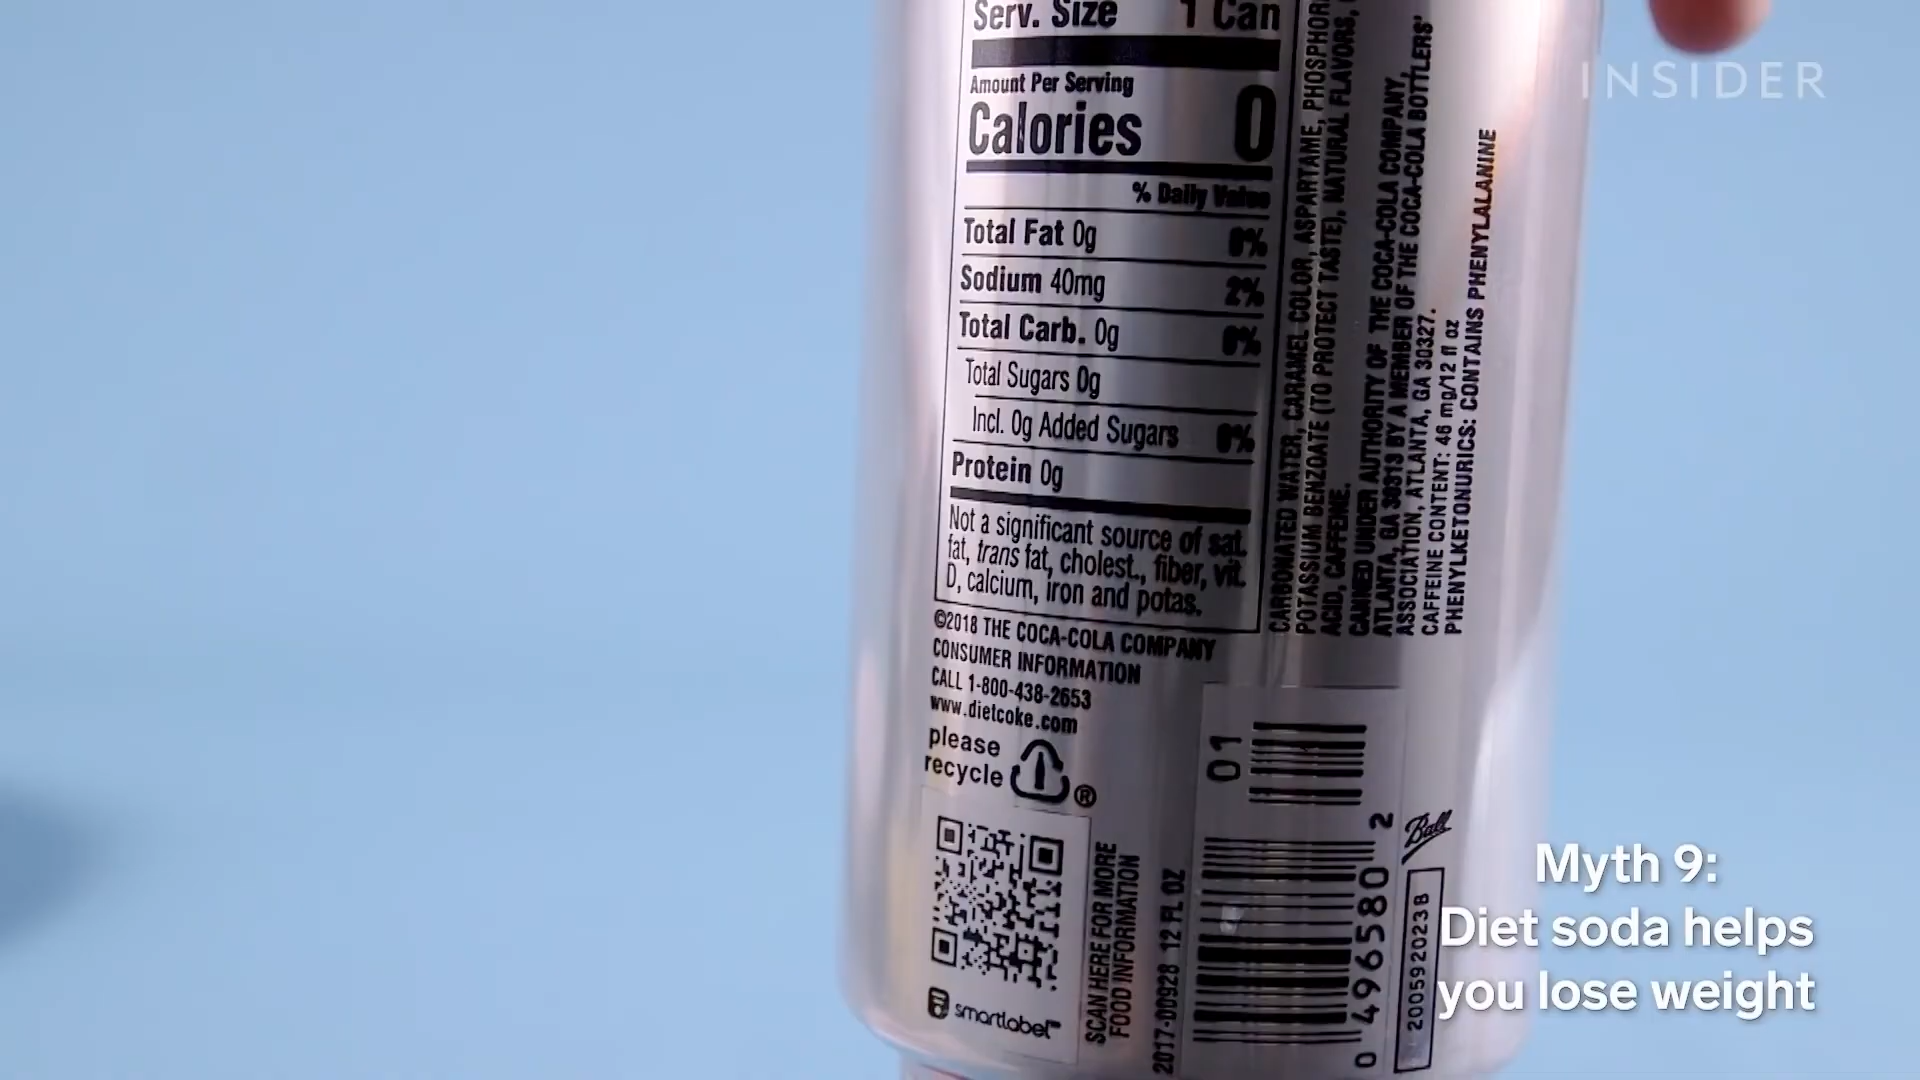 Serv. Size 1 Can
Amount Per Serving
Calories 0
% Daily Value
Total Fat 0g 0%
Sodium 40mg 2%
Total Carb. 0g 0%
Total Sugars 0g
Incl. 0g Added Sugars 0%
Protein 0g
Not a significant source of sat.
fat, trans fat, cholest., fiber, vit.
D, calcium, iron and potas.
©2018 THE COCA-COLA COMPANY
CONSUMER INFORMATION
CALL 1-800-438-2653
www.dietcoke.com
please
recycle
®
smartlabel™
SCAN HERE FOR MORE
FOOD INFORMATION
CARBONATED WATER, CARAMEL COLOR, ASPARTAME,
POTASSIUM BENZOATE (TO PROTECT TASTE), NATURAL FLAVORS,
ACID, CAFFEINE.
CANNED UNDER AUTHORITY OF THE COCA-COLA COMPANY,
ATLANTA, GA 30313 BY A MEMBER OF THE COCA-COLA BOTTLERS'
ASSOCIATION, ATLANTA, GA 30327.
CAFFEINE CONTENT: 46 mg/12 fl oz
PHENYLKETONURICS: CONTAINS PHENYLALANINE
2017-00928 12 FL OZ
01
0 4965580 2
Ball
200592023B
INSIDER
Myth 9:
Diet soda helps
you lose weight